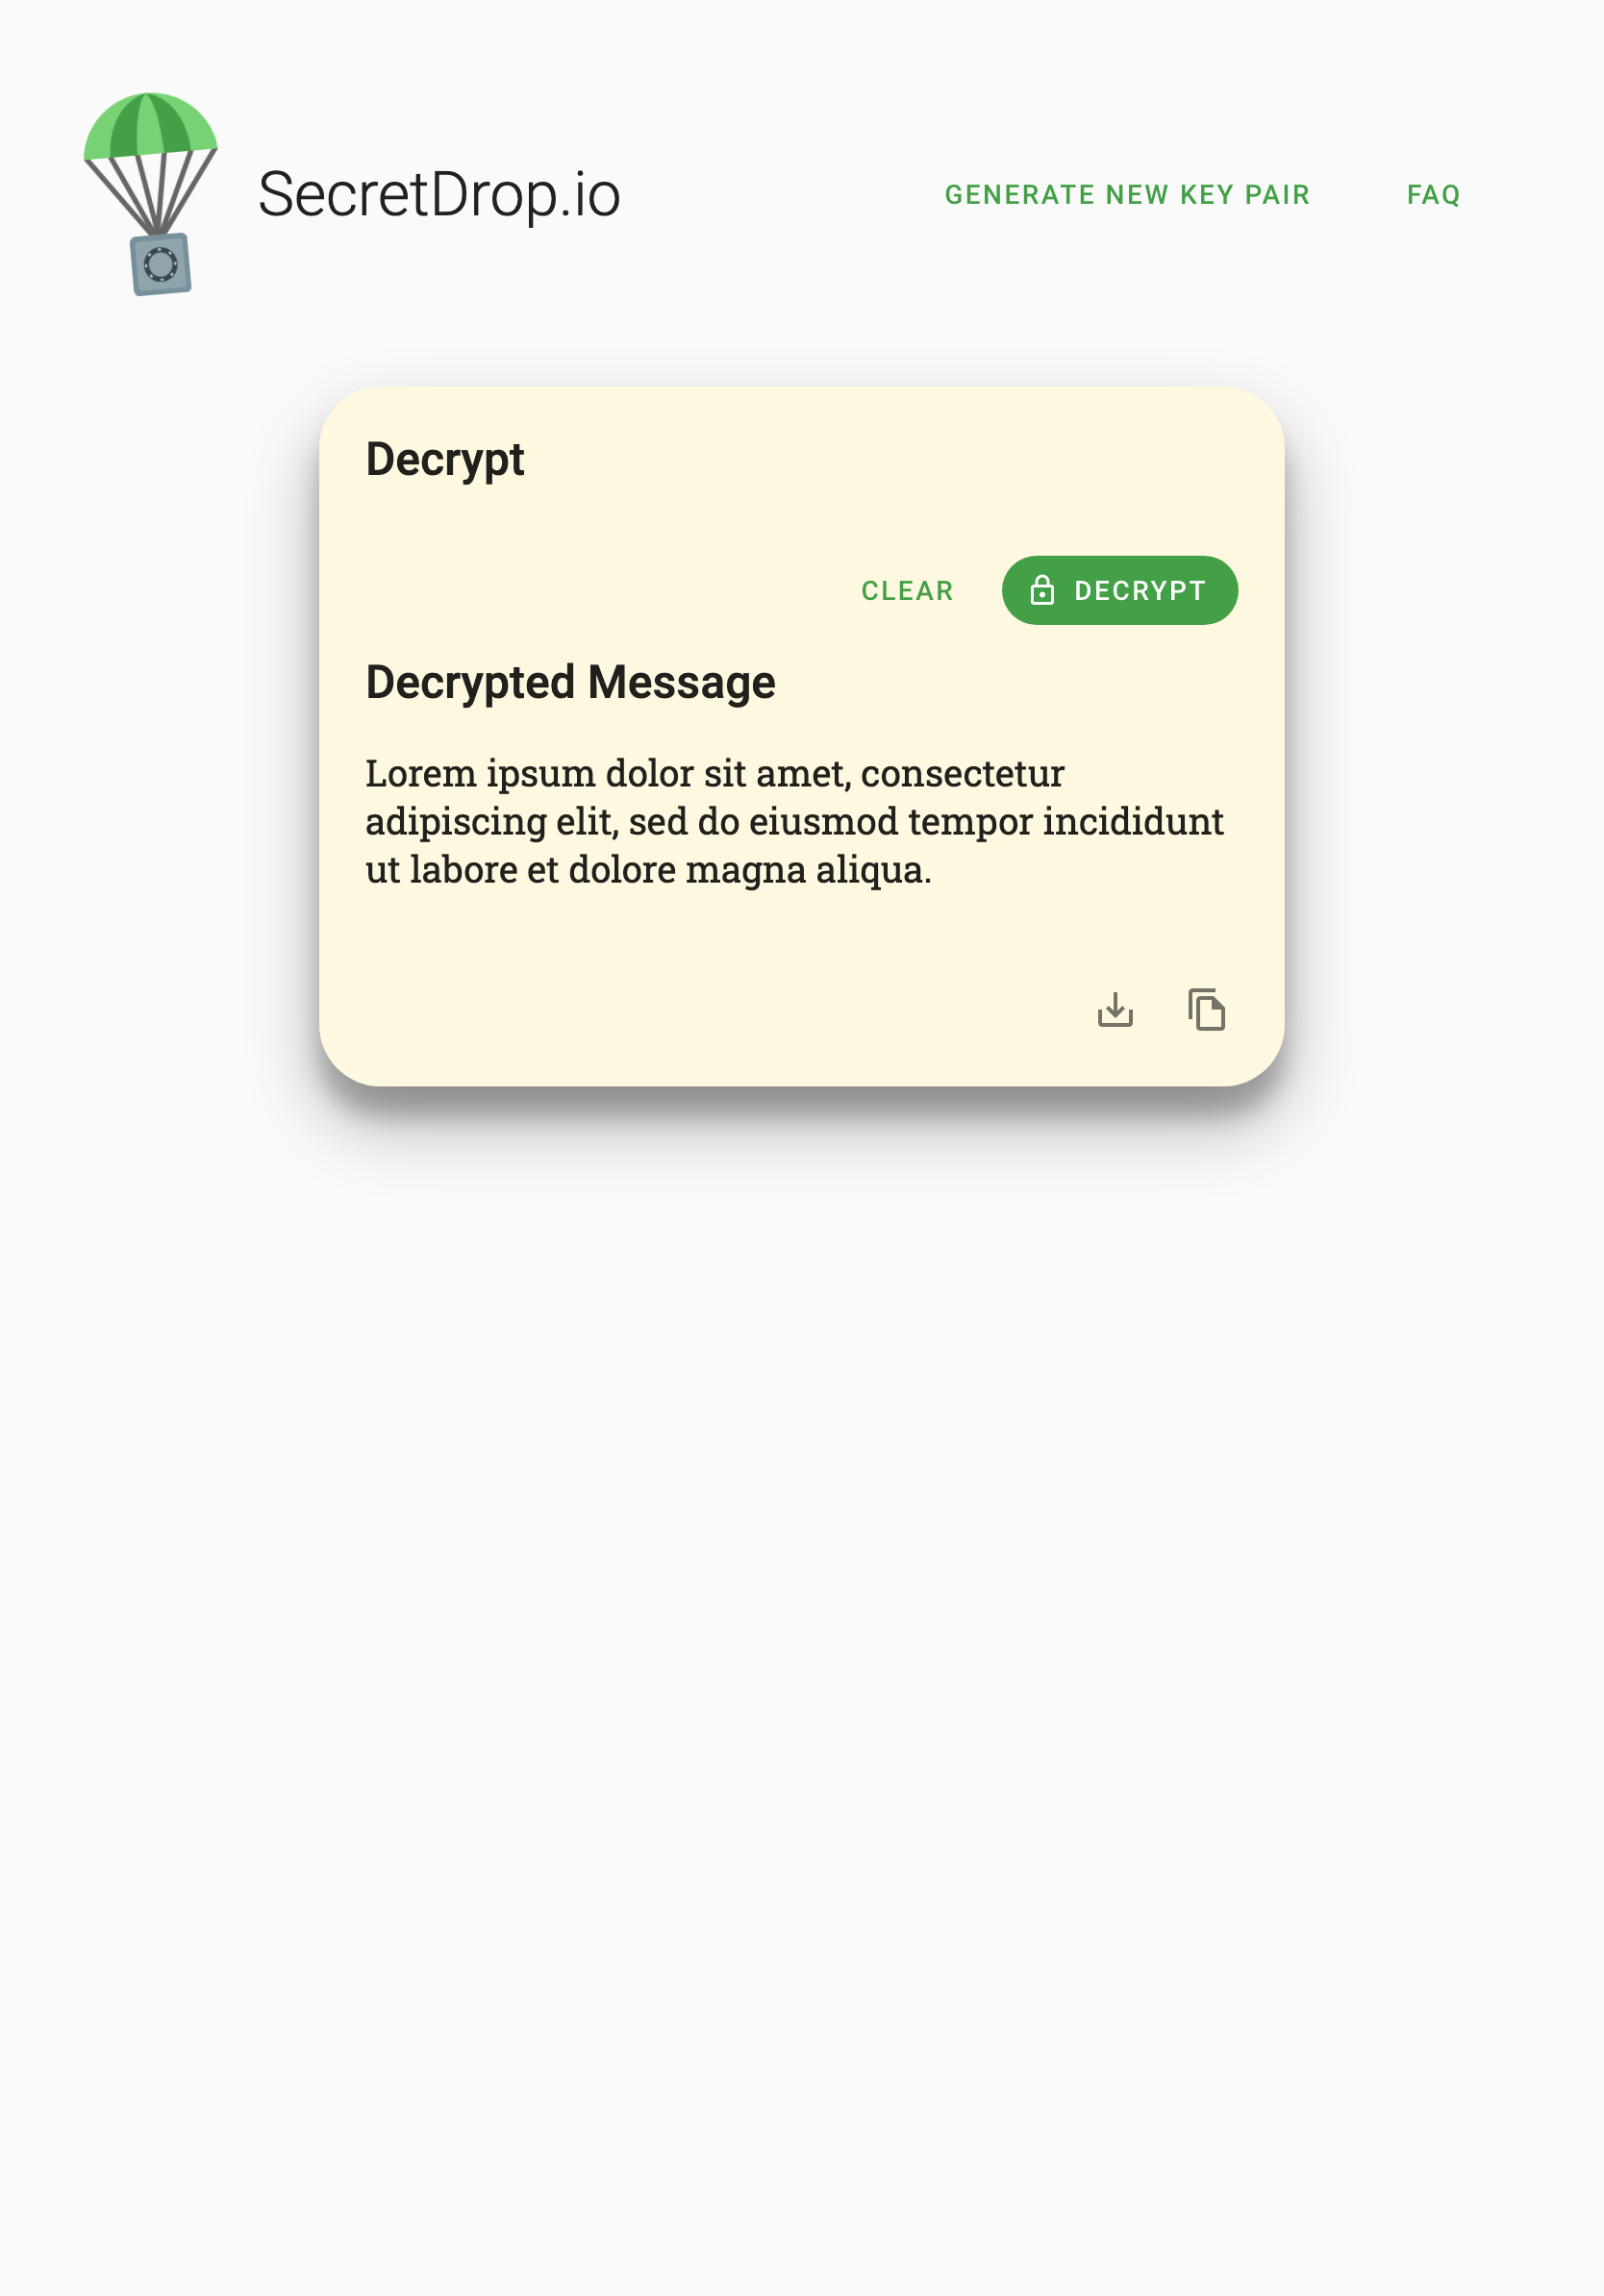 SecretDrop.io
GENERATE NEW KEY PAIR
FAQ
Decrypt
CLEAR
DECRYPT
Decrypted Message
Lorem ipsum dolor sit amet, consectetur
adipiscing elit, sed do eiusmod tempor incididunt
ut labore et dolore magna aliqua.